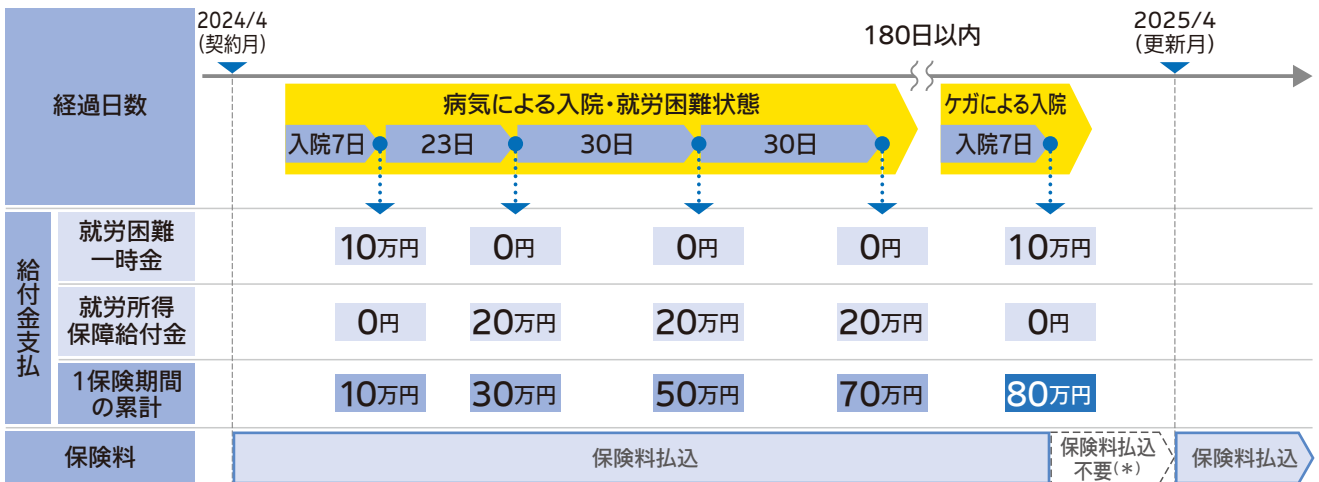 2024/4
(契約月)
180日以内
2025/4
(更新月)
経過日数
病気による入院・就労困難状態
ケガによる入院
入院7日
23日
30日
30日
入院7日
給付金支払
就労困難
一時金
10万円
0円
0円
0円
10万円
就労所得
保障給付金
0円
20万円
20万円
20万円
0円
1保険期間
の累計
10万円
30万円
50万円
70万円
80万円
保険料
保険料払込
保険料払込
不要(*)
保険料払込